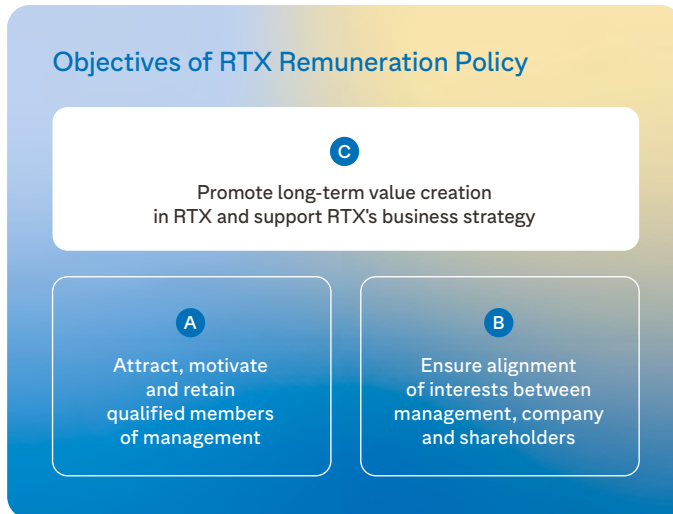 Objectives of RTX Remuneration Policy
C
Promote long-term value creation
in RTX and support RTX's business strategy
A
Attract, motivate
and retain
qualified members
of management
B
Ensure alignment
of interests between
management, company
and shareholders